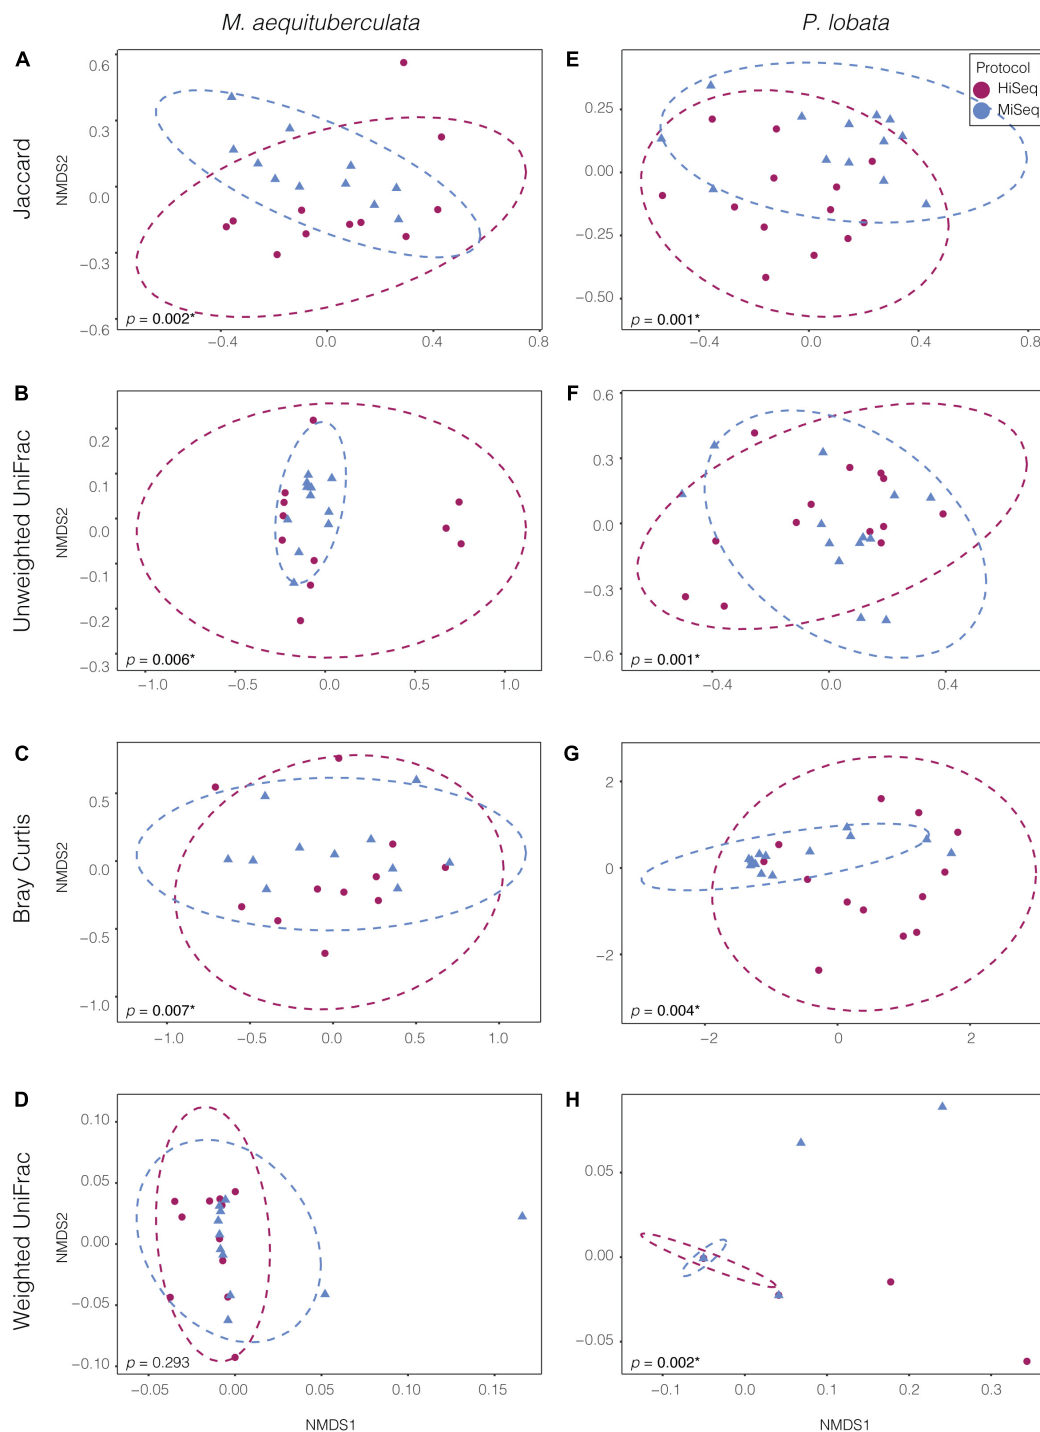 M. aequituberculata
P. lobata
A
Jaccard
NMDS2
0.6
0.3
0.0
−0.3
−0.6
p = 0.002*
−0.4
0.0
0.4
0.8
E
Protocol
HiSeq
MiSeq
0.25
0.00
−0.25
−0.50
p = 0.001*
−0.4
0.0
0.4
0.8
B
Unweighted UniFrac
NMDS2
0.2
0.1
0.0
−0.1
−0.2
−0.3
p = 0.006*
−1.0
−0.5
0.0
0.5
1.0
F
0.6
0.3
0.0
−0.3
−0.6
p = 0.001*
−0.4
0.0
0.4
C
Bray Curtis
NMDS2
0.5
0.0
−0.5
−1.0
p = 0.007*
−1.0
−0.5
0.0
0.5
1.0
G
2
0
−2
p = 0.004*
−2
0
2
D
Weighted UniFrac
NMDS2
0.10
0.05
0.00
−0.05
−0.10
p = 0.293
−0.05
0.00
0.05
0.10
0.15
NMDS1
H
0.05
0.00
−0.05
p = 0.002*
−0.1
0.0
0.1
0.2
0.3
NMDS1